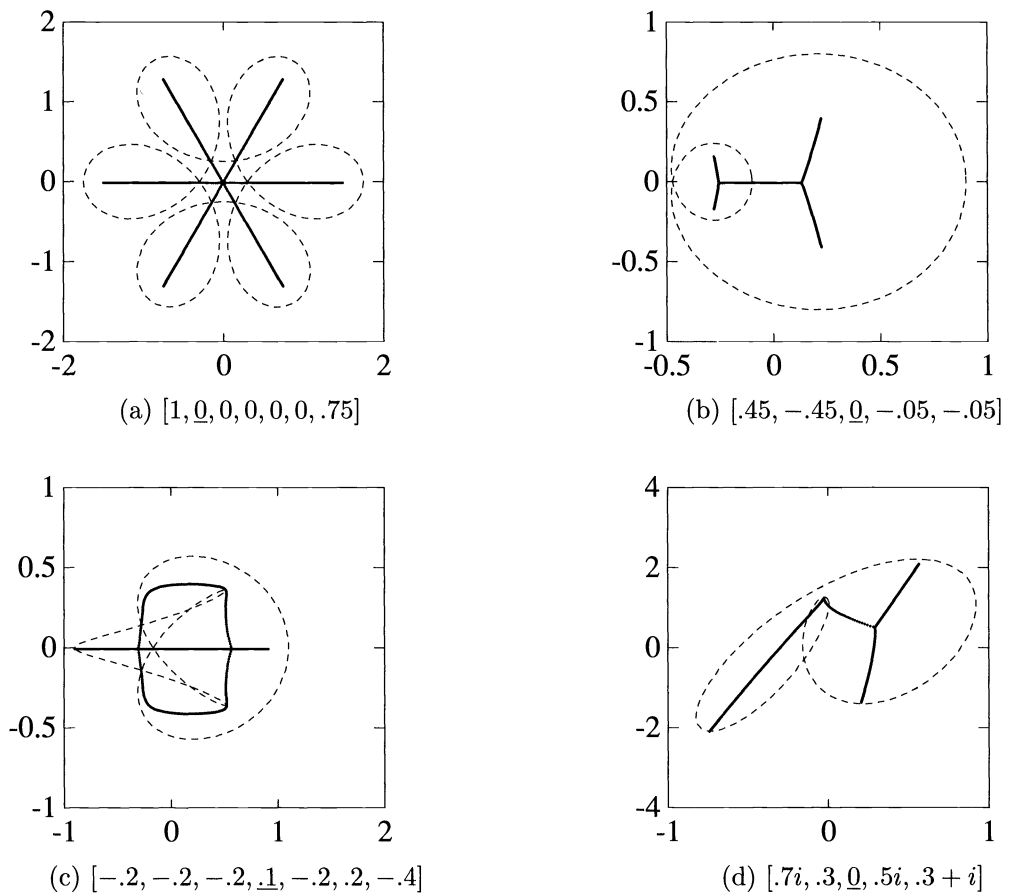 2
1
0
-1
-2
-2 0 2
(a) [1, 0, 0, 0, 0, 0, .75]
1
0.5
0
-0.5
-1
-0.5 0 0.5 1
(b) [.45, −.45, 0, −.05, −.05]
1
0.5
0
-0.5
-1
-1 0 1 2
(c) [−.2, −.2, −.2, .1, −.2, .2, −.4]
4
2
0
-2
-4
-1 0 1
(d) [.7i, .3, 0, .5i, .3 + i]